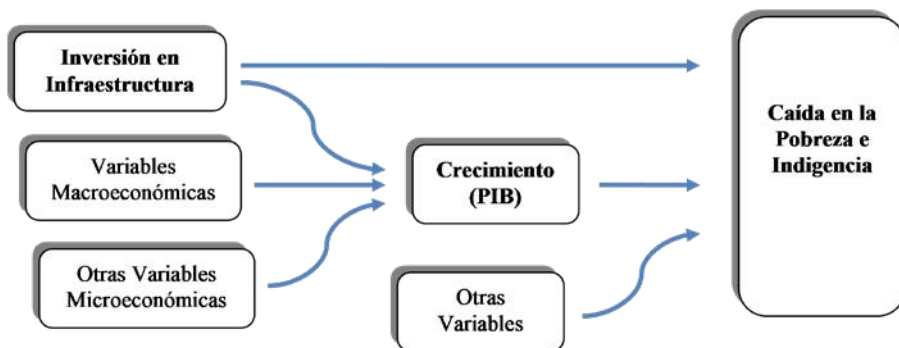 Inversión en
Infraestructura
Variables
Macroeconómicas
Otras Variables
Microeconómicas
Crecimiento
(PIB)
Otras
Variables
Caída en la
Pobreza e
Indigencia